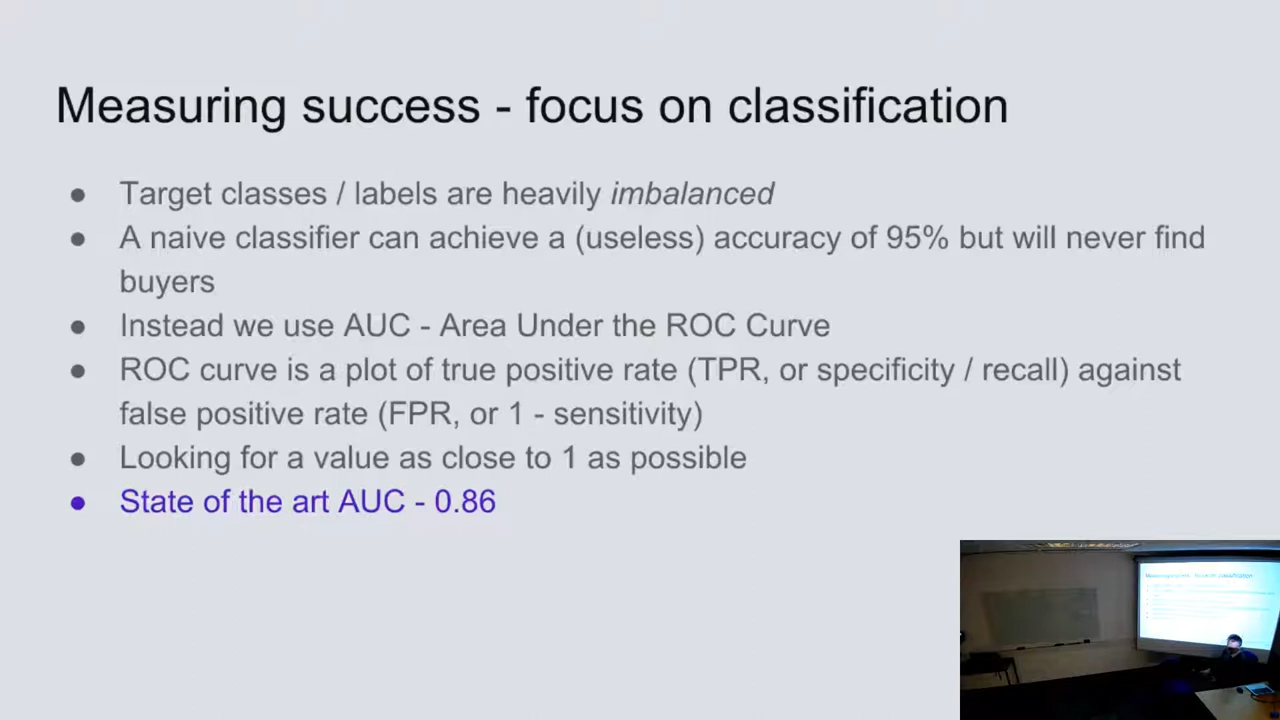 Measuring success - focus on classification
● Target classes / labels are heavily imbalanced
● A naive classifier can achieve a (useless) accuracy of 95% but will never find
buyers
● Instead we use AUC - Area Under the ROC Curve
● ROC curve is a plot of true positive rate (TPR, or specificity / recall) against
false positive rate (FPR, or 1 - sensitivity)
● Looking for a value as close to 1 as possible
● State of the art AUC - 0.86